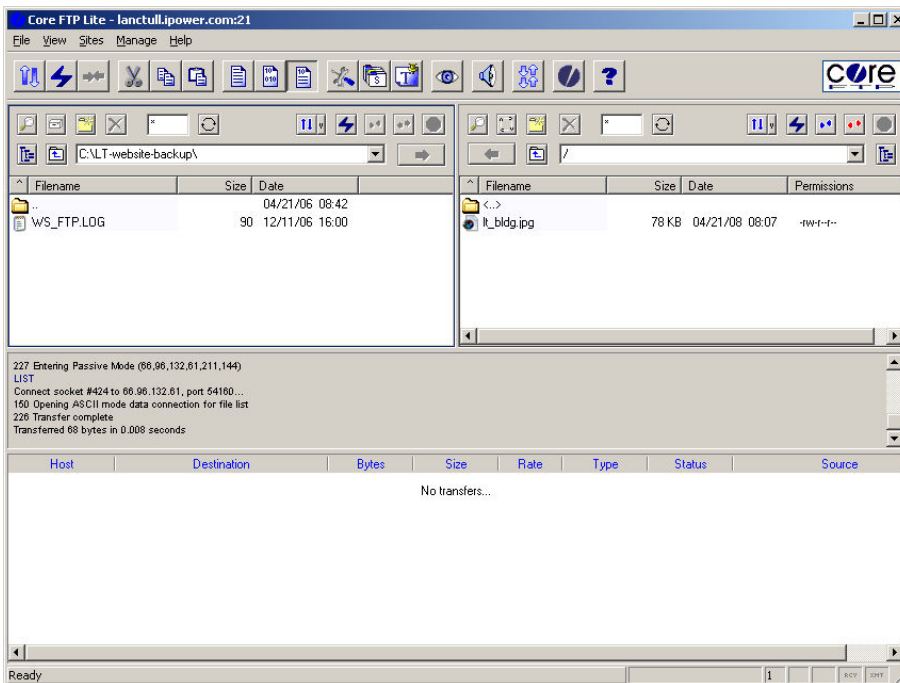 Core FTP Lite - lanctull.ipower.com:21
File View Sites Manage Help
core
C:\LT-website-backup\
/
^ Filename Size Date
^ Filename Size Date Permissions
.. 04/21/06 08:42
<..>
WS_FTP.LOG 90 12/11/06 16:00
lt_bldg.jpg 78 KB 04/21/08 08:07 -rw-r--r--
227 Entering Passive Mode (66,96,132,61,211,144)
LIST
Connect socket #424 to 66.96.132.61, port 54160...
150 Opening ASCII mode data connection for file list
226 Transfer complete
Transferred 68 bytes in 0.008 seconds
Host Destination Bytes Size Rate Type Status Source
No transfers...
Ready 1 RCV XMT